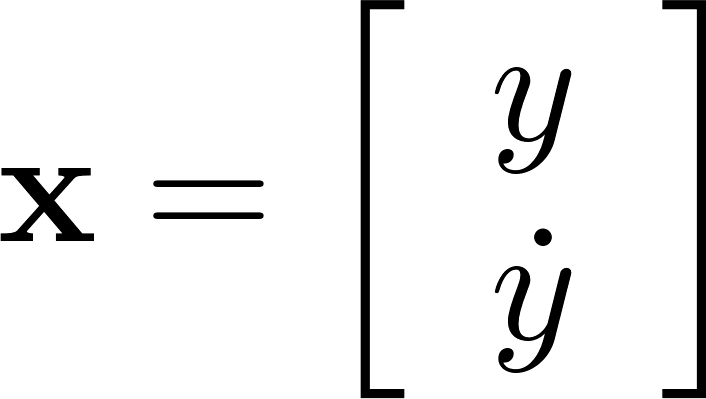 𝐱 = [ y
ẏ ]